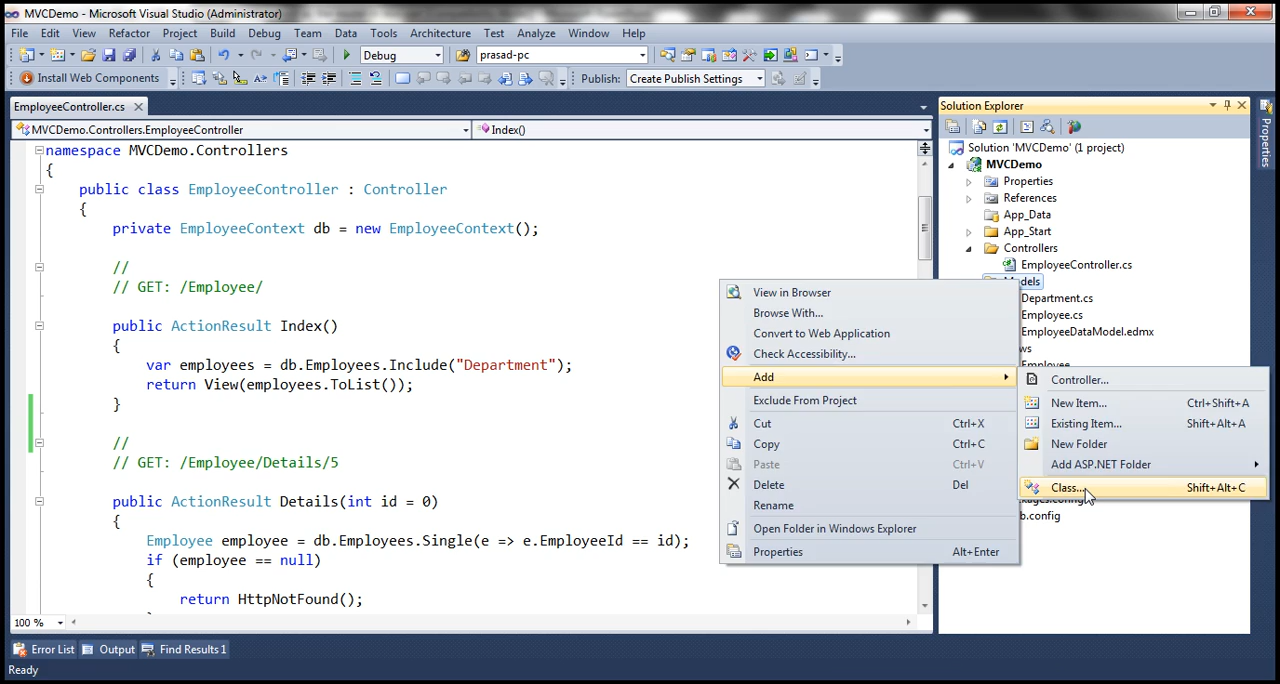 MVCDemo - Microsoft Visual Studio (Administrator)
File Edit View Refactor Project Build Debug Team Data Tools Architecture Test Analyze Window Help
Debug prasad-pc
Install Web Components Publish: Create Publish Settings
EmployeeController.cs
MVCDemo.Controllers.EmployeeController Index()
namespace MVCDemo.Controllers
{
public class EmployeeController : Controller
{
private EmployeeContext db = new EmployeeContext();
//
// GET: /Employee/
public ActionResult Index()
{
var employees = db.Employees.Include("Department");
return View(employees.ToList());
}
//
// GET: /Employee/Details/5
public ActionResult Details(int id = 0)
{
Employee employee = db.Employees.Single(e => e.EmployeeId == id);
if (employee == null)
{
return HttpNotFound();
100 %
Solution Explorer
Solution 'MVCDemo' (1 project)
MVCDemo
Properties
References
App_Data
App_Start
Controllers
EmployeeController.cs
Models
Department.cs
Employee.cs
EmployeeDataModel.edmx
Employee
Properties
View in Browser
Browse With...
Convert to Web Application
Check Accessibility...
Add
Exclude From Project
Cut Ctrl+X
Copy Ctrl+C
Paste Ctrl+V
Delete Del
Rename
Open Folder in Windows Explorer
Properties Alt+Enter
Controller...
New Item... Ctrl+Shift+A
Existing Item... Shift+Alt+A
New Folder
Add ASP.NET Folder
Class... Shift+Alt+C
b.config
Error List Output Find Results 1
Ready